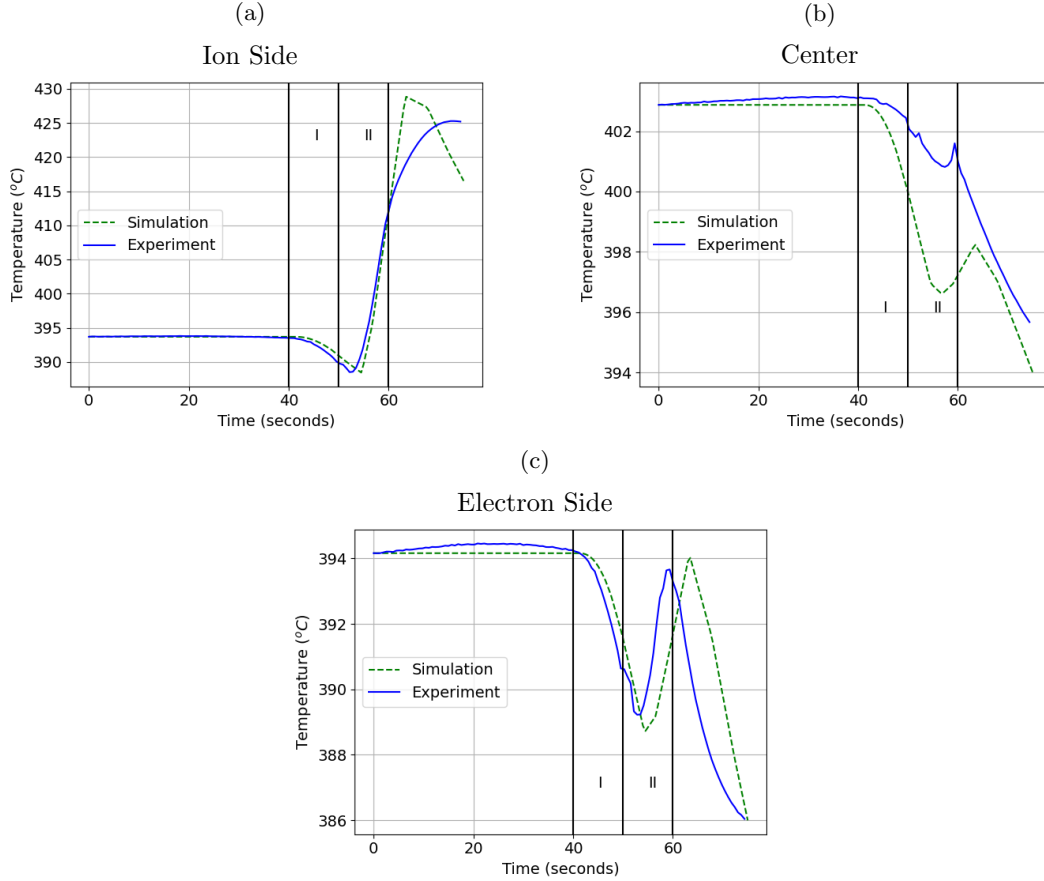 (a)
Ion Side
430
425
420
415
410
405
400
395
390
0
20
40
60
Temperature (°C)
Time (seconds)
I
II
Simulation
Experiment
(b)
Center
402
400
398
396
394
0
20
40
60
Temperature (°C)
Time (seconds)
Simulation
Experiment
I
II
(c)
Electron Side
394
392
390
388
386
0
20
40
60
Temperature (°C)
Time (seconds)
Simulation
Experiment
I
II